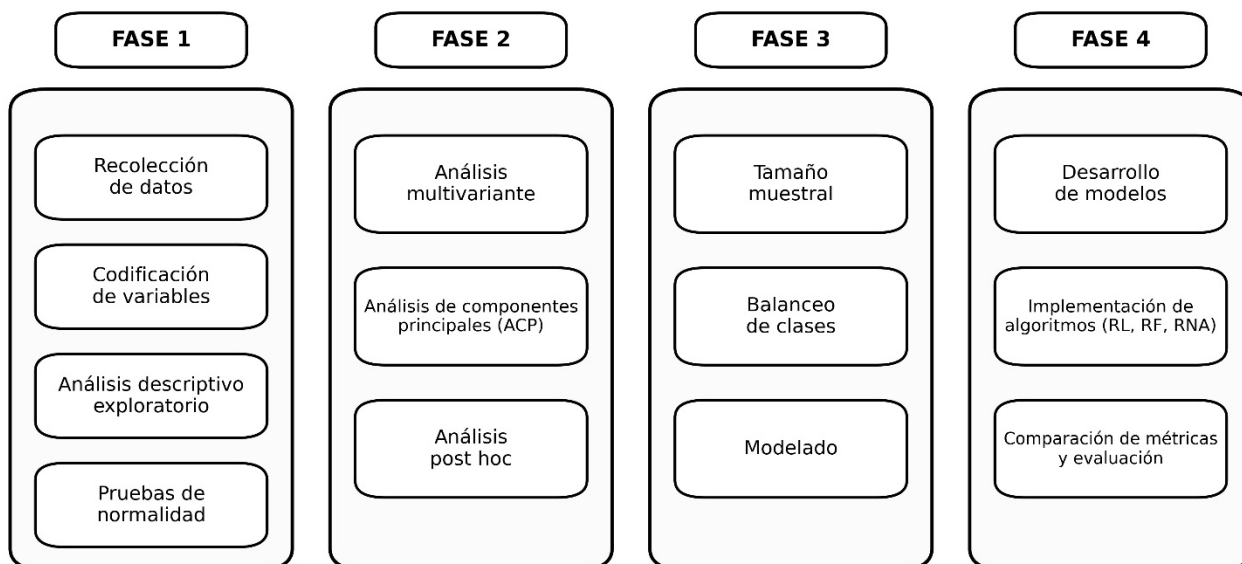 FASE 1
Recolección
de datos
Codificación
de variables
Análisis descriptivo
exploratorio
Pruebas de
normalidad
FASE 2
Análisis
multivariante
Análisis de componentes
principales (ACP)
Análisis
post hoc
FASE 3
Tamaño
muestral
Balanceo
de clases
Modelado
FASE 4
Desarrollo
de modelos
Implementación de
algoritmos (RL, RF, RNA)
Comparación de métricas
y evaluación